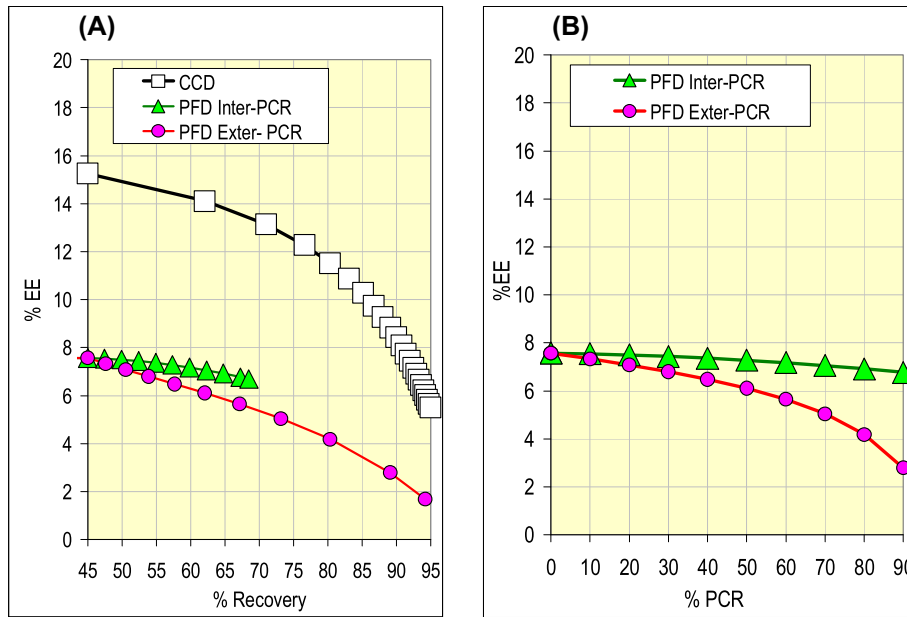 (A)
20
18
16
14
12
10
8
6
4
2
0
% EE
CCD
PFD Inter-PCR
PFD Exter- PCR
45 50 55 60 65 70 75 80 85 90 95
% Recovery
(B)
20
18
16
14
12
10
8
6
4
2
0
%EE
PFD Inter-PCR
PFD Exter-PCR
0 10 20 30 40 50 60 70 80 90
% PCR